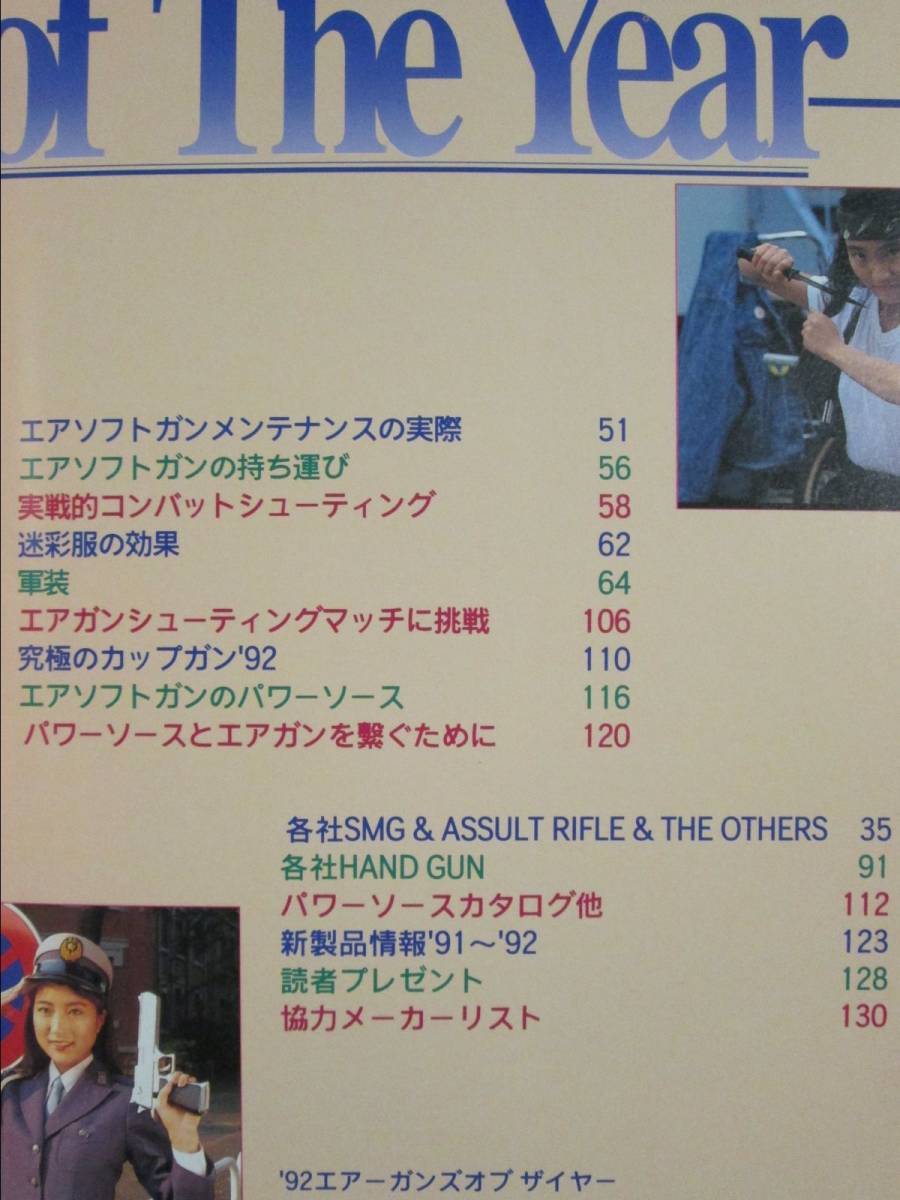 of The Year
エアソフトガンメンテナンスの実際 51
エアソフトガンの持ち運び 56
実戦的コンバットシューティング 58
迷彩服の効果 62
軍装 64
エアガンシューティングマッチに挑戦 106
究極のカップガン'92 110
エアソフトガンのパワーソース 116
パワーソースとエアガンを繋ぐために 120
各社SMG & ASSULT RIFLE & THE OTHERS 35
各社HAND GUN 91
パワーソースカタログ他 112
新製品情報'91〜'92 123
読者プレゼント 128
協力メーカーリスト 130
'92エアーガンズオブ ザイヤー